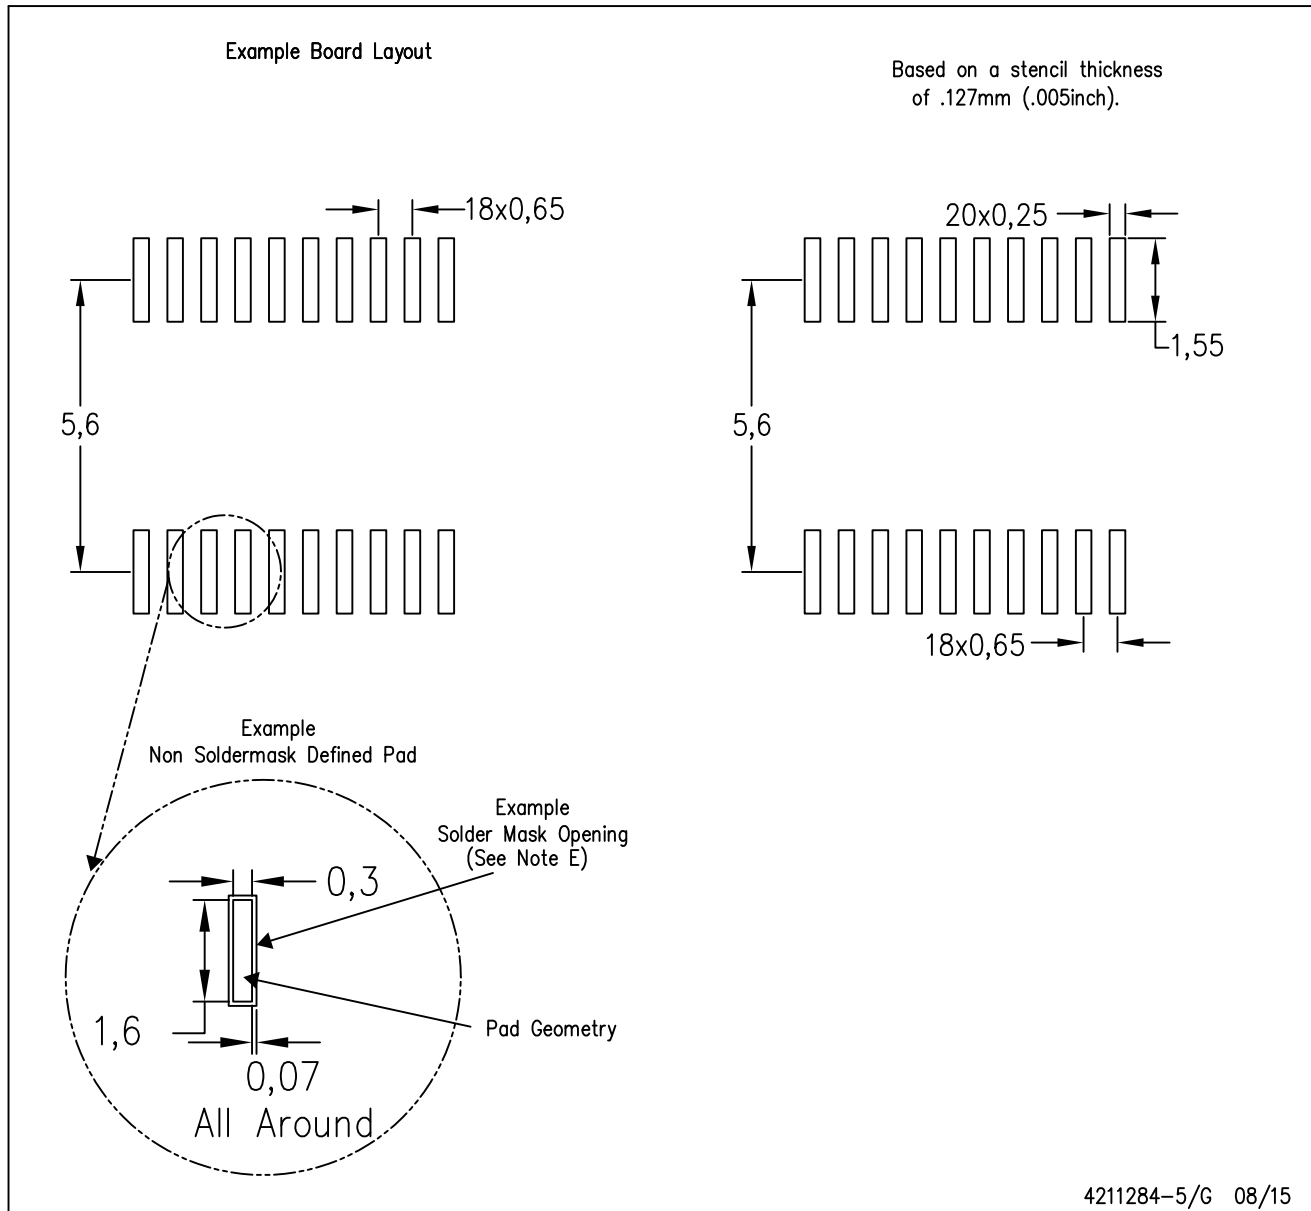 Example Board Layout
Based on a stencil thickness
of .127mm (.005inch).
18x0,65
20x0,25
1,55
5,6
5,6
18x0,65
Example
Non Soldermask Defined Pad
Example
Solder Mask Opening
(See Note E)
0,3
1,6
Pad Geometry
0,07
All Around
4211284-5/G 08/15